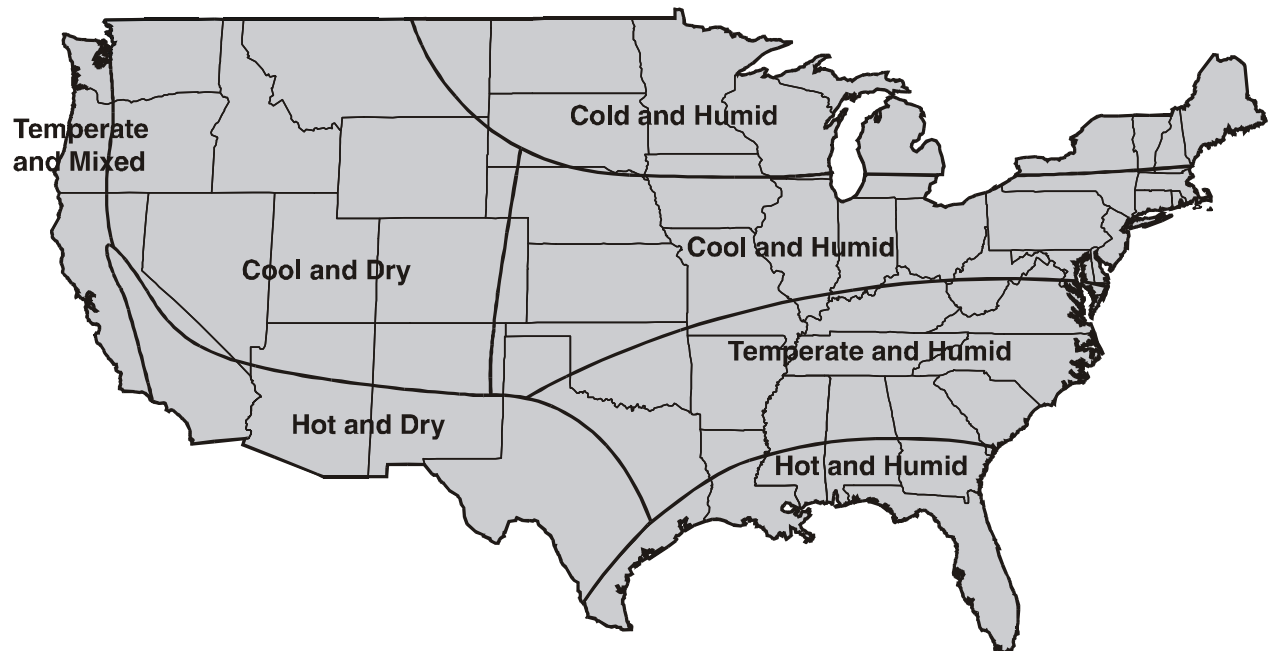 Cold and Humid
Temperate
and Mixed
Cool and Humid
Cool and Dry
Temperate and Humid
Hot and Dry
Hot and Humid